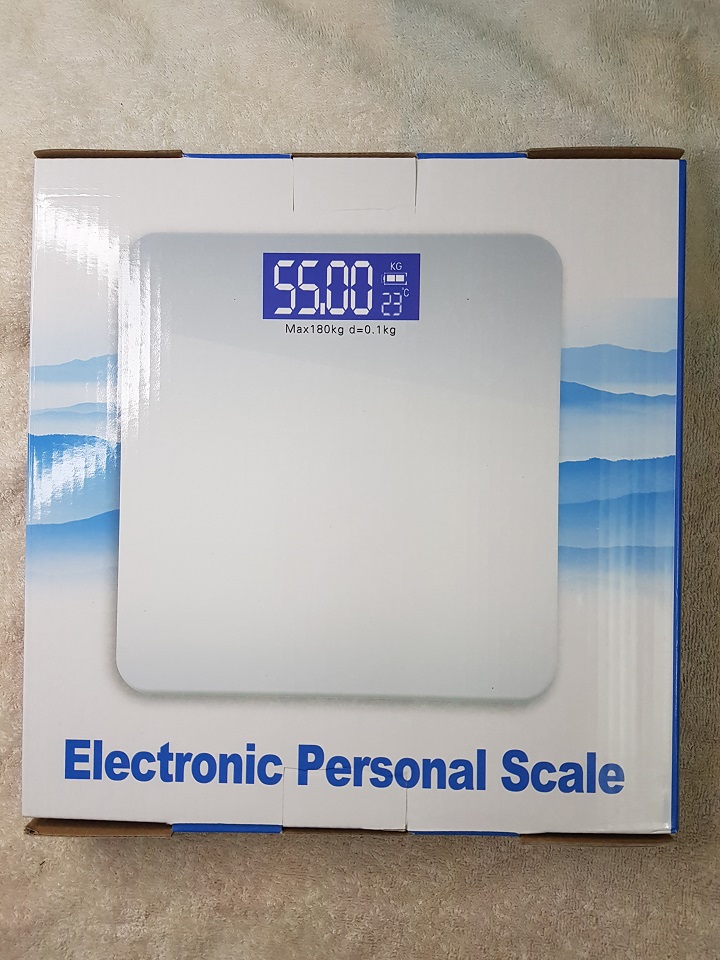 55.00 KG
23°C
Max180kg d=0.1kg
Electronic Personal Scale